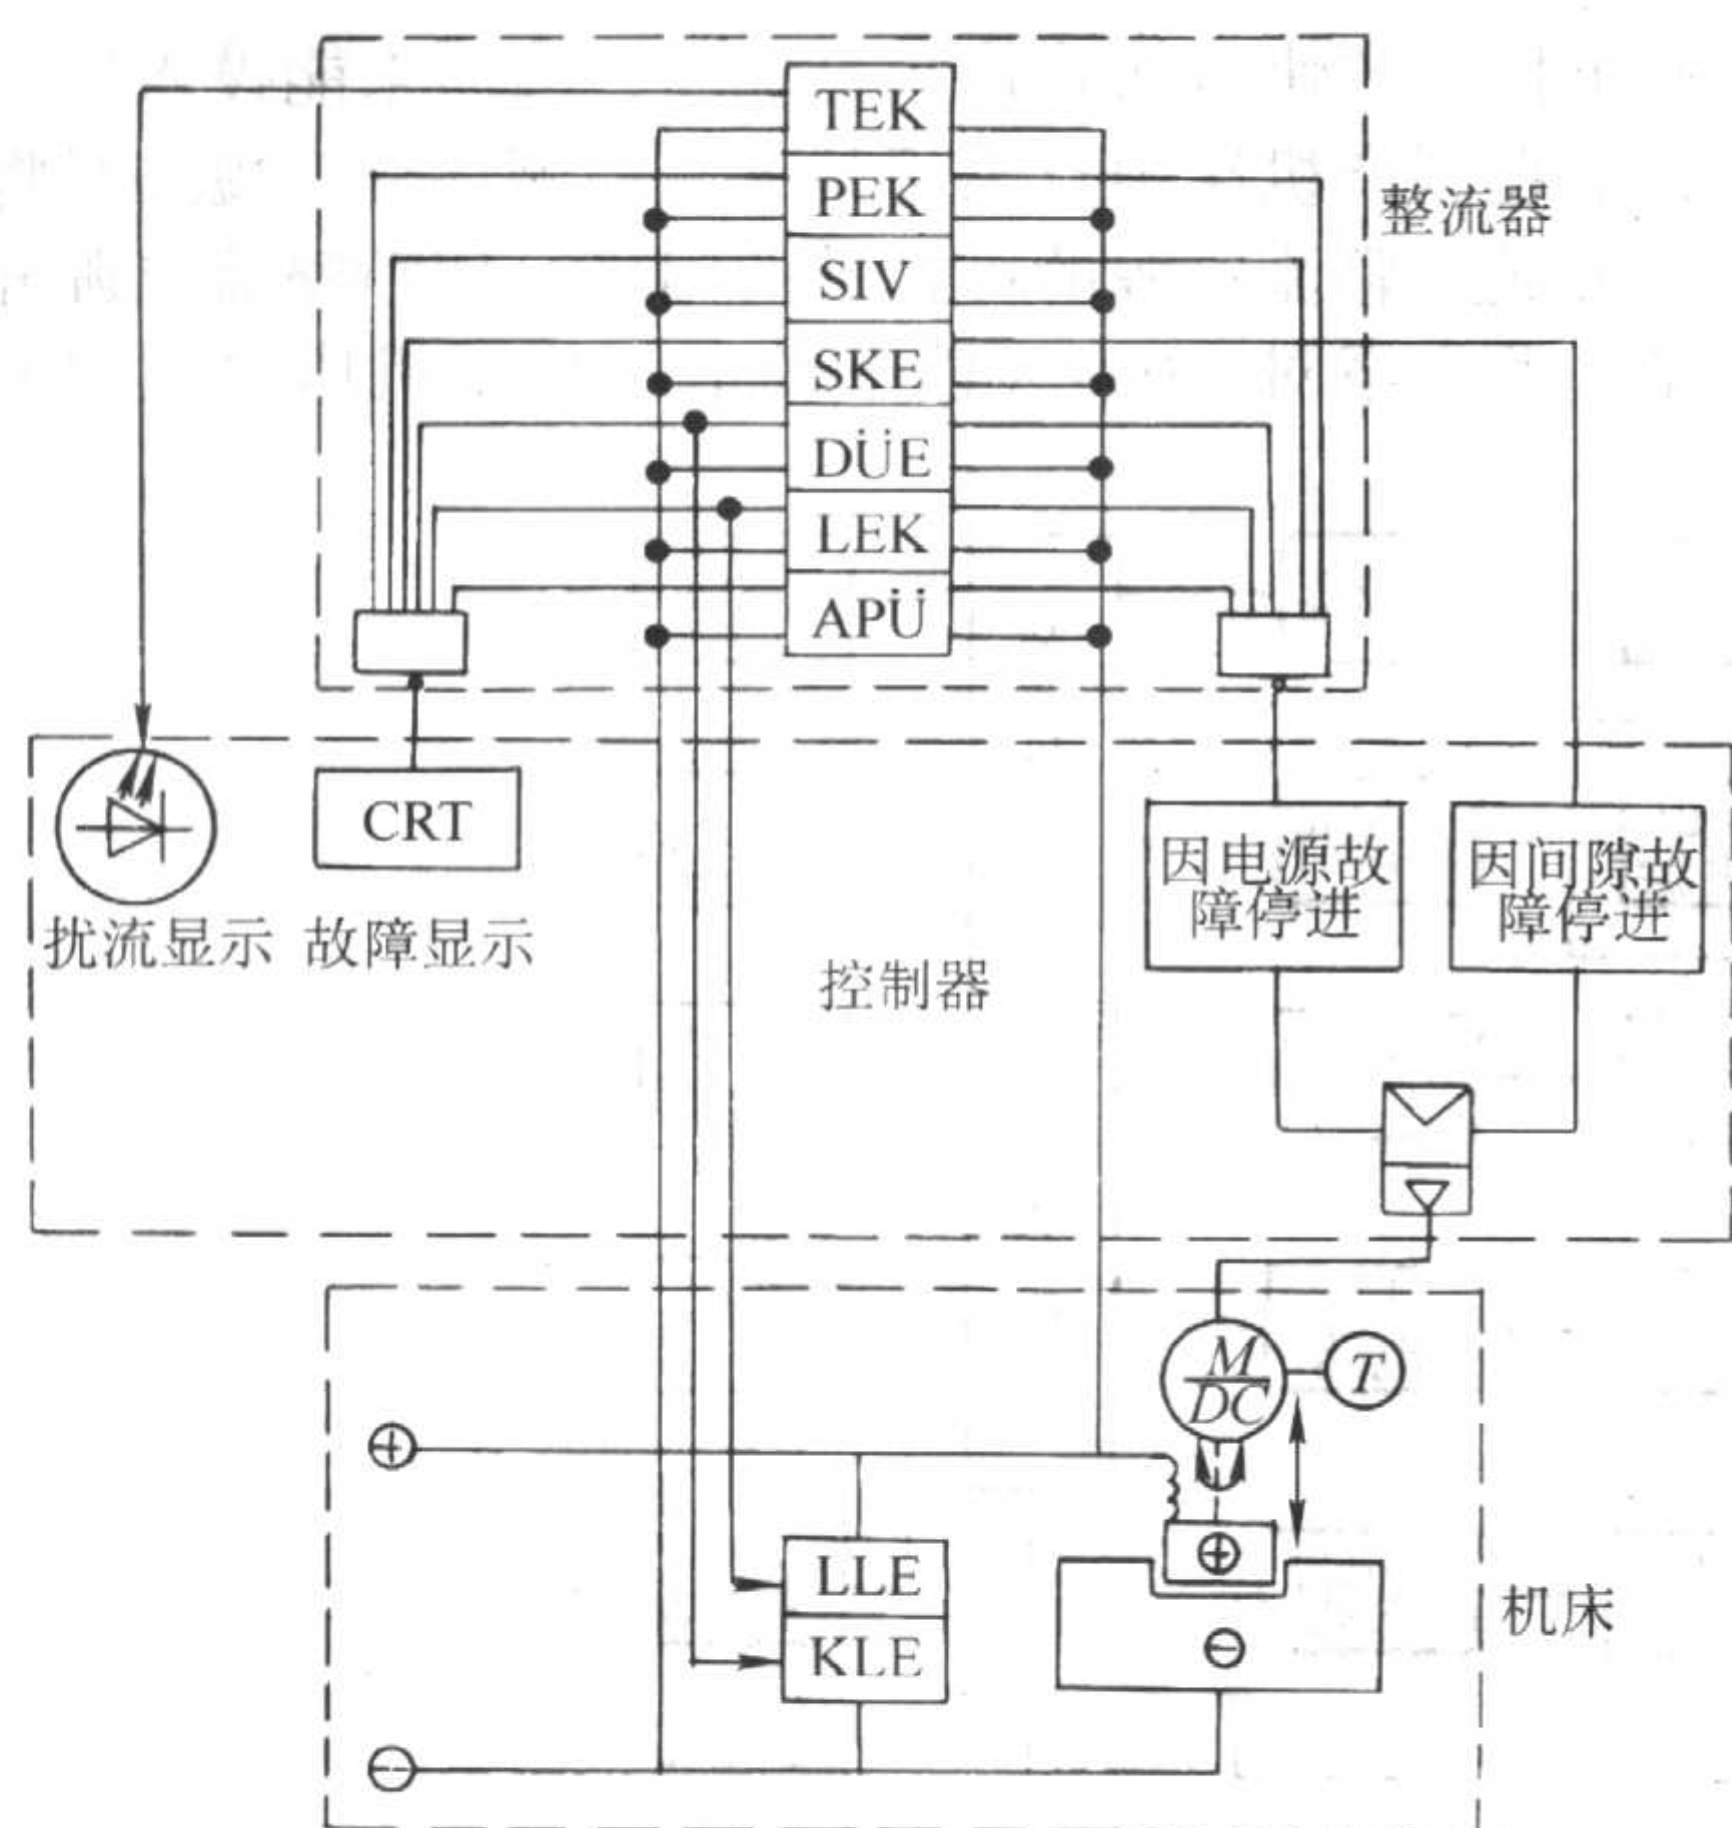 TEK
PEK
整流器
SIV
SKE
DÜE
LEK
APÜ
CRT
因电源故
障停进
因间隙故
障停进
扰流显示
故障显示
控制器
M
DC
T
+
LLE
+
机床
KLE
−
−